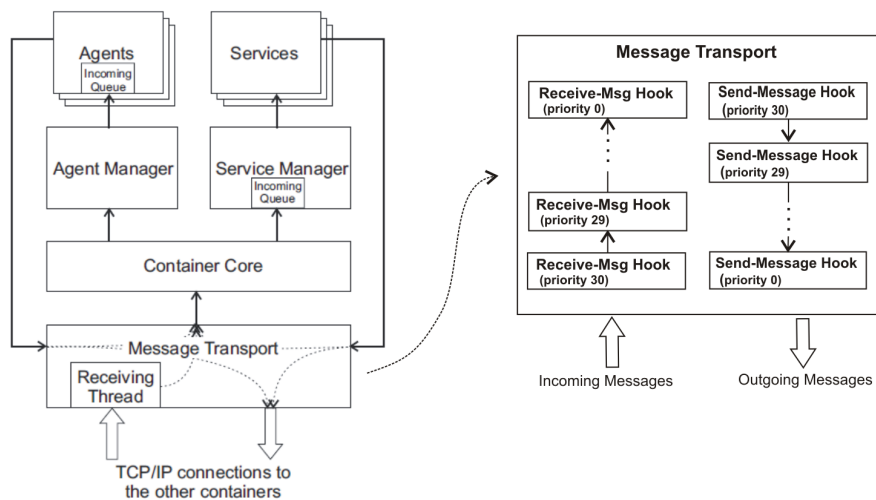 Agents
Incoming
Queue
Services
Agent Manager
Service Manager
Incoming
Queue
Container Core
Message Transport
Receiving
Thread
TCP/IP connections to
the other containers
Message Transport
Receive-Msg Hook
(priority 0)
Receive-Msg Hook
(priority 29)
Receive-Msg Hook
(priority 30)
Send-Message Hook
(priority 30)
Send-Message Hook
(priority 29)
Send-Message Hook
(priority 0)
Incoming Messages
Outgoing Messages